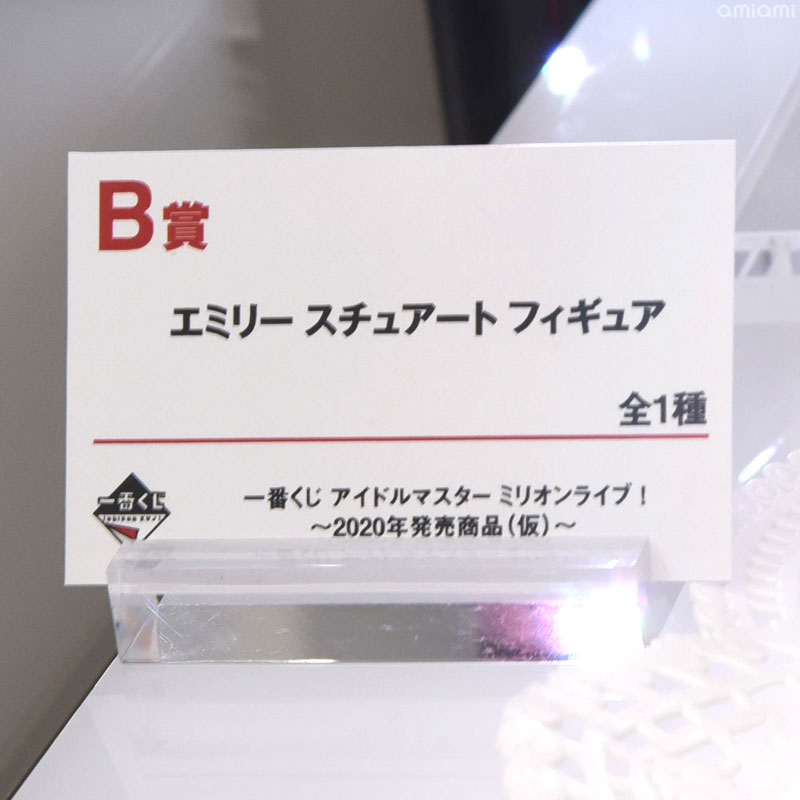 amiami
B賞
エミリー スチュアート フィギュア
全1種
一番くじ
一番くじ アイドルマスター ミリオンライブ！
〜2020年発売商品（仮）〜